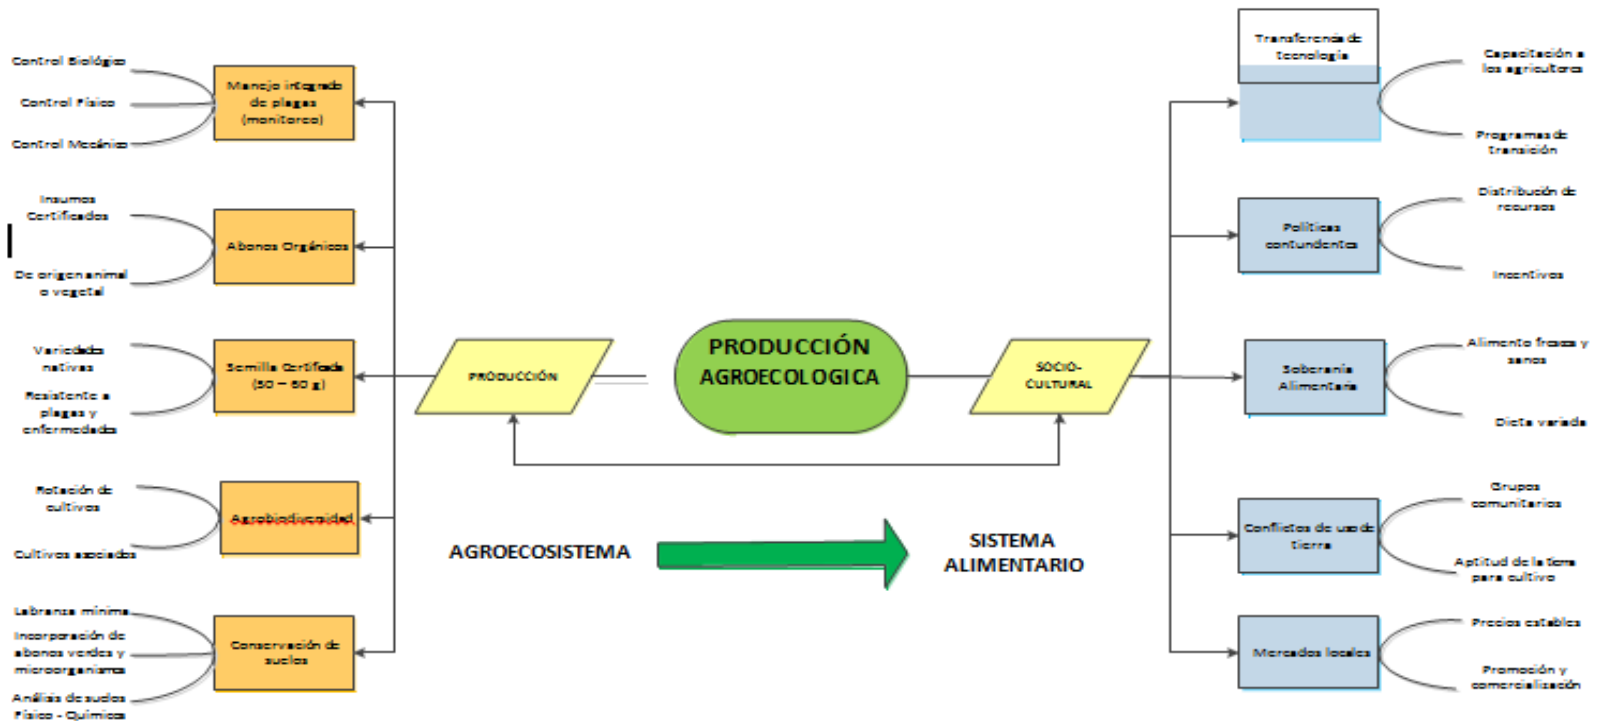 Control Biológico
Control Físico
Control Mecánico
Manejo integrado
de plagas
(monitoreo)
Insumos
Certificados
De origen animal
o vegetal
Abonos Orgánicos
Variedades
nativas
Resistente a
plagas y
enfermedades
Semilla Certificada
(50 – 60 g)
Rotación de
cultivos
Cultivos asociados
Agrobiodiversidad
Labranza mínima
Incorporación de
abonos verdes y
microorganismos
Análisis de suelos
Físico - Químicos
Conservación de
suelos
PRODUCCIÓN
PRODUCCIÓN
AGROECOLOGICA
SOCIO-
CULTURAL
AGROECOSISTEMA
SISTEMA
ALIMENTARIO
Transferencia de
tecnología
Capacitación a
los agricultores
Programas de
transición
Políticas
contundentes
Distribución de
recursos
Incentivos
Soberanía
Alimentaria
Alimento fresco y
sanos
Dieta variada
Conflictos de uso de
tierra
Grupos
comunitarios
Aptitud de la tierra
para cultivo
Mercados locales
Precios estables
Promoción y
comercialización